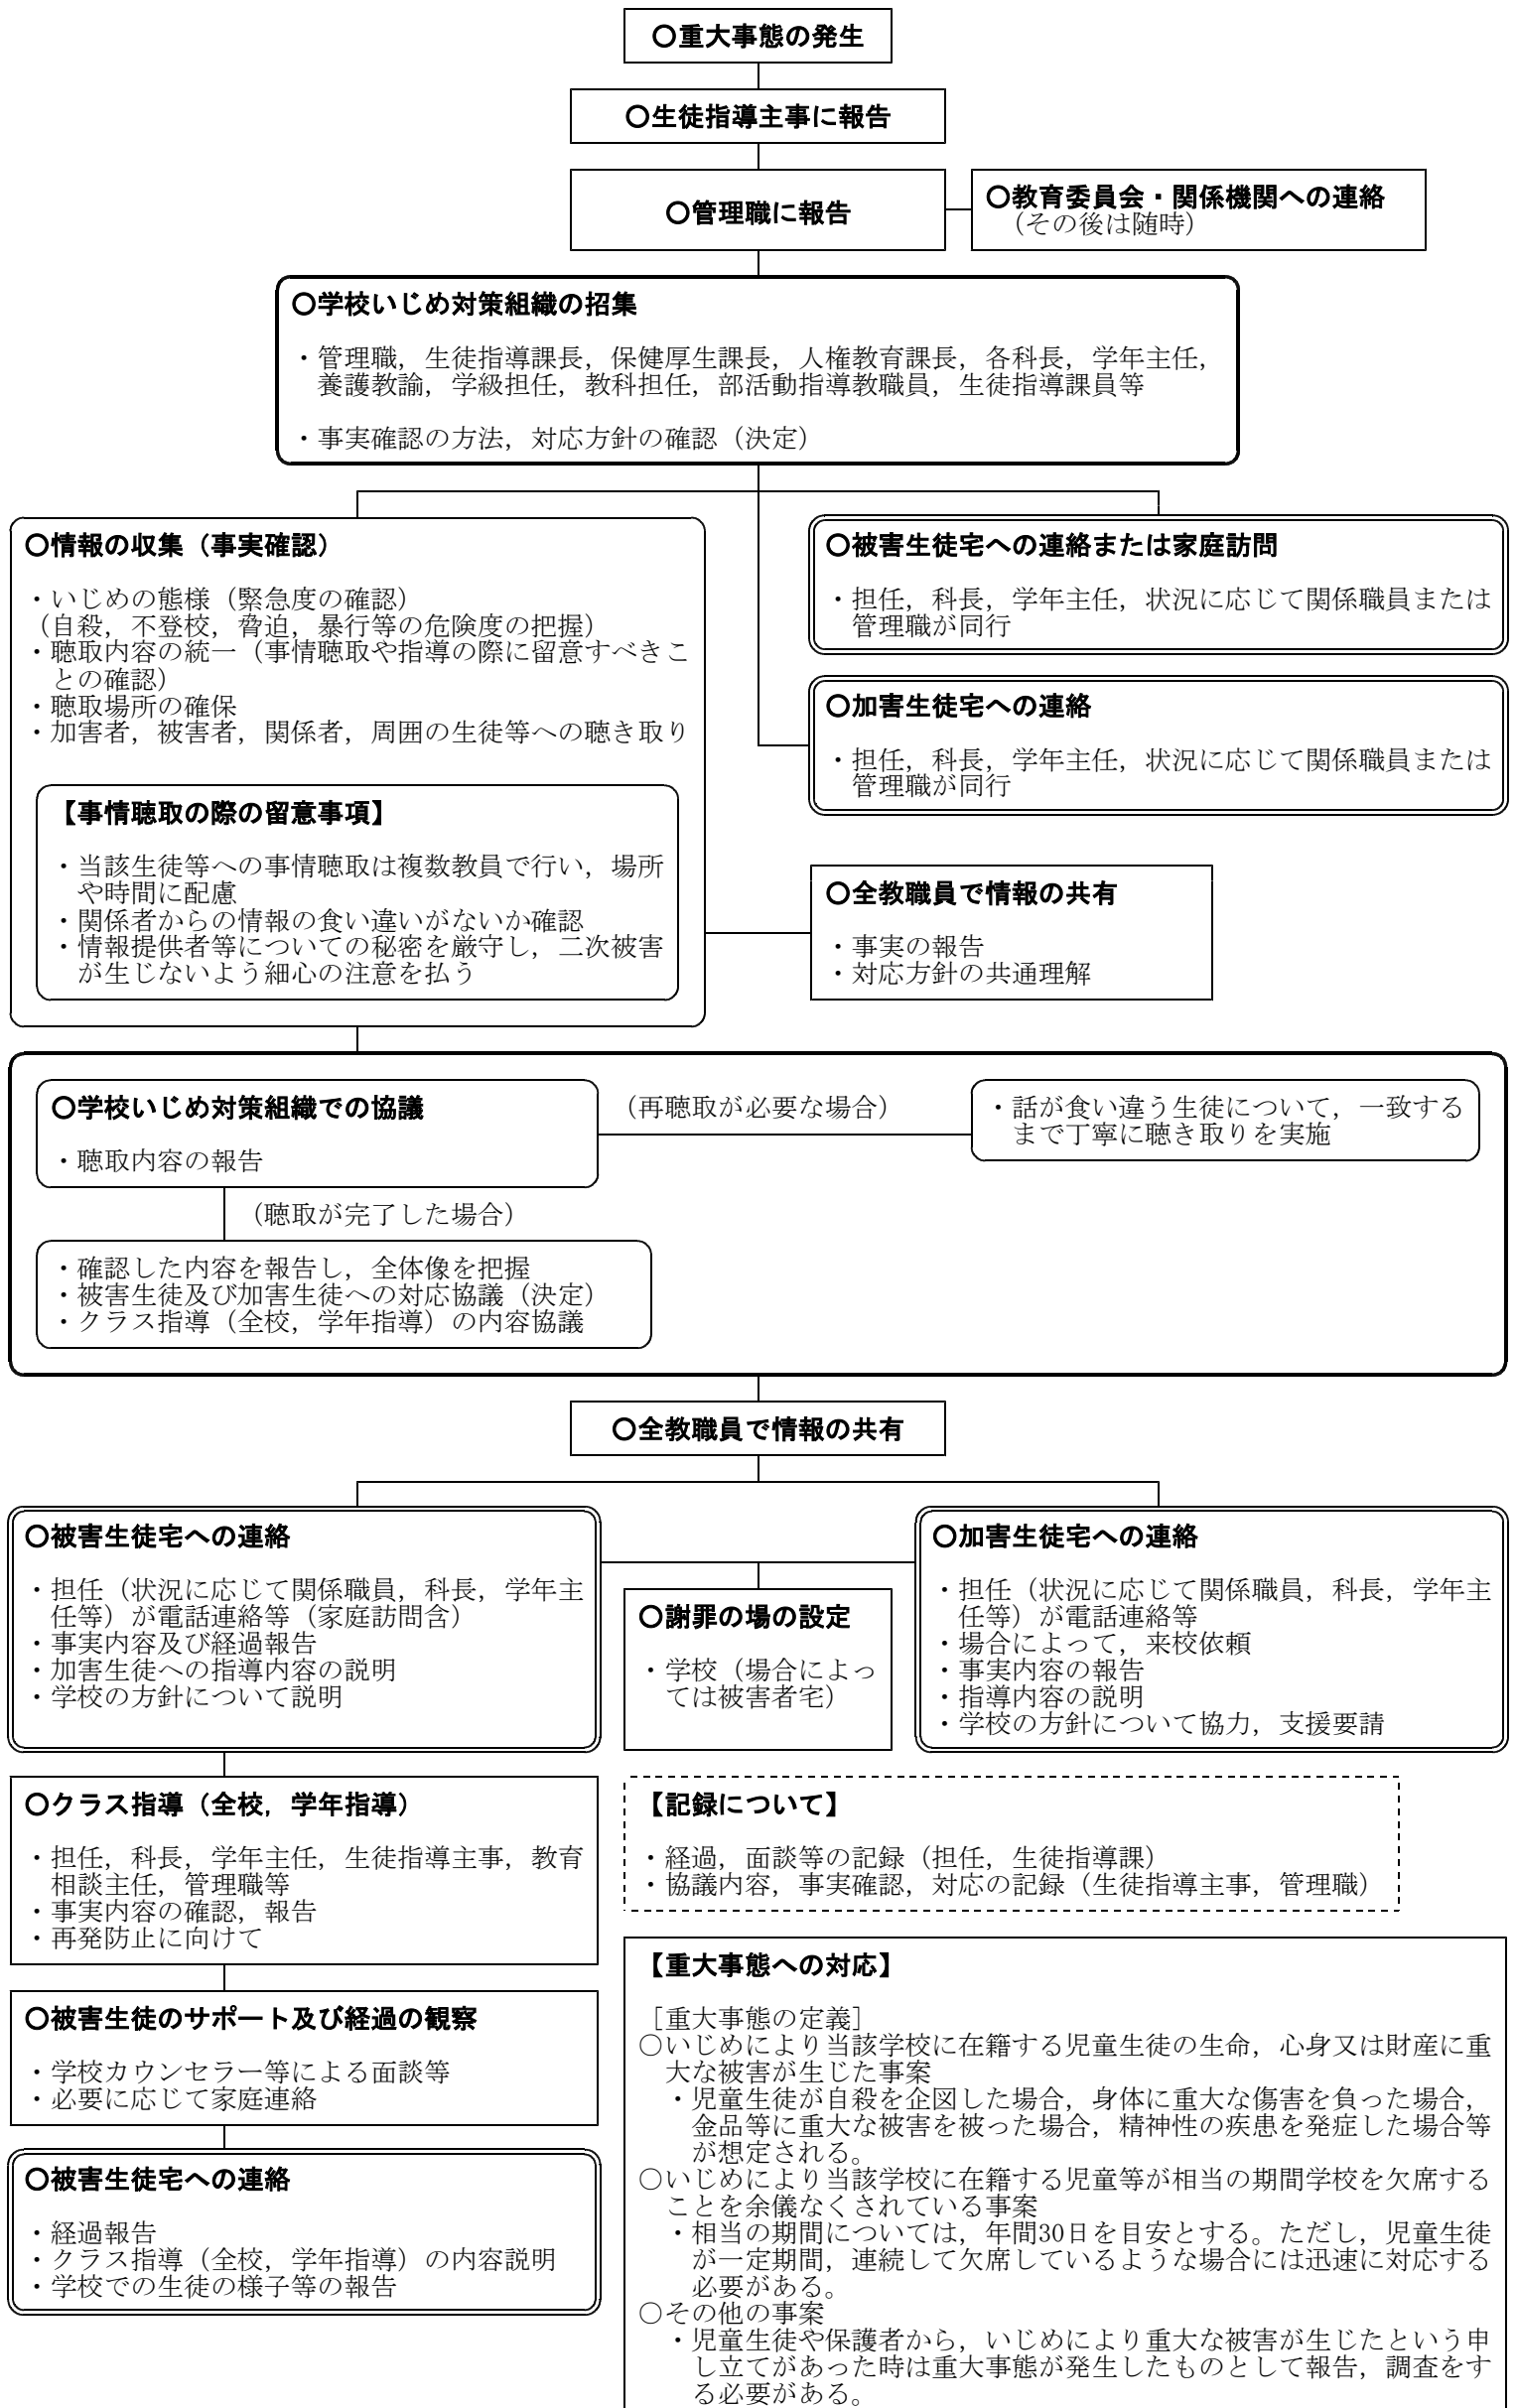 〇重大事態の発生
〇生徒指導主事に報告
〇管理職に報告
〇教育委員会・関係機関への連絡
（その後は随時）
〇学校いじめ対策組織の招集
・管理職，生徒指導課長，保健厚生課長，人権教育課長，各科長，学年主任，
養護教諭，学級担任，教科担任，部活動指導教職員，生徒指導課員等
・事実確認の方法，対応方針の確認（決定）
〇情報の収集（事実確認）
・いじめの態様（緊急度の確認）
（自殺，不登校，脅迫，暴行等の危険度の把握）
・聴取内容の統一（事情聴取や指導の際に留意すべきこ
との確認）
・聴取場所の確保
・加害者，被害者，関係者，周囲の生徒等への聴き取り
【事情聴取の際の留意事項】
・当該生徒等への事情聴取は複数教員で行い，場所
や時間に配慮
・関係者からの情報の食い違いがないか確認
・情報提供者等についての秘密を厳守し，二次被害
が生じないよう細心の注意を払う
〇被害生徒宅への連絡または家庭訪問
・担任，科長，学年主任，状況に応じて関係職員または
管理職が同行
〇加害生徒宅への連絡
・担任，科長，学年主任，状況に応じて関係職員または
管理職が同行
〇全教職員で情報の共有
・事実の報告
・対応方針の共通理解
〇学校いじめ対策組織での協議
・聴取内容の報告
（再聴取が必要な場合）
・話が食い違う生徒について，一致する
まで丁寧に聴き取りを実施
（聴取が完了した場合）
・確認した内容を報告し，全体像を把握
・被害生徒及び加害生徒への対応協議（決定）
・クラス指導（全校，学年指導）の内容協議
〇全教職員で情報の共有
〇被害生徒宅への連絡
・担任（状況に応じて関係職員，科長，学年主
任等）が電話連絡等（家庭訪問含）
・事実内容及び経過報告
・加害生徒への指導内容の説明
・学校の方針について説明
〇謝罪の場の設定
・学校（場合によっ
ては被害者宅）
〇加害生徒宅への連絡
・担任（状況に応じて関係職員，科長，学年主
任等）が電話連絡等
・場合によって，来校依頼
・事実内容の報告
・指導内容の説明
・学校の方針について協力，支援要請
〇クラス指導（全校，学年指導）
・担任，科長，学年主任，生徒指導主事，教育
相談主任，管理職等
・事実内容の確認，報告
・再発防止に向けて
〇被害生徒のサポート及び経過の観察
・学校カウンセラー等による面談等
・必要に応じて家庭連絡
〇被害生徒宅への連絡
・経過報告
・クラス指導（全校，学年指導）の内容説明
・学校での生徒の様子等の報告
【記録について】
・経過，面談等の記録（担任，生徒指導課）
・協議内容，事実確認，対応の記録（生徒指導主事，管理職）
【重大事態への対応】
［重大事態の定義］
〇いじめにより当該学校に在籍する児童生徒の生命，心身又は財産に重
大な被害が生じた事案
・児童生徒が自殺を企図した場合，身体に重大な傷害を負った場合，
金品等に重大な被害を被った場合，精神性の疾患を発症した場合等
が想定される。
〇いじめにより当該学校に在籍する児童等が相当の期間学校を欠席する
ことを余儀なくされている事案
・相当の期間については，年間30日を目安とする。ただし，児童生徒
が一定期間，連続して欠席しているような場合には迅速に対応する
必要がある。
〇その他の事案
・児童生徒や保護者から，いじめにより重大な被害が生じたという申
し立てがあった時は重大事態が発生したものとして報告，調査をす
る必要がある。